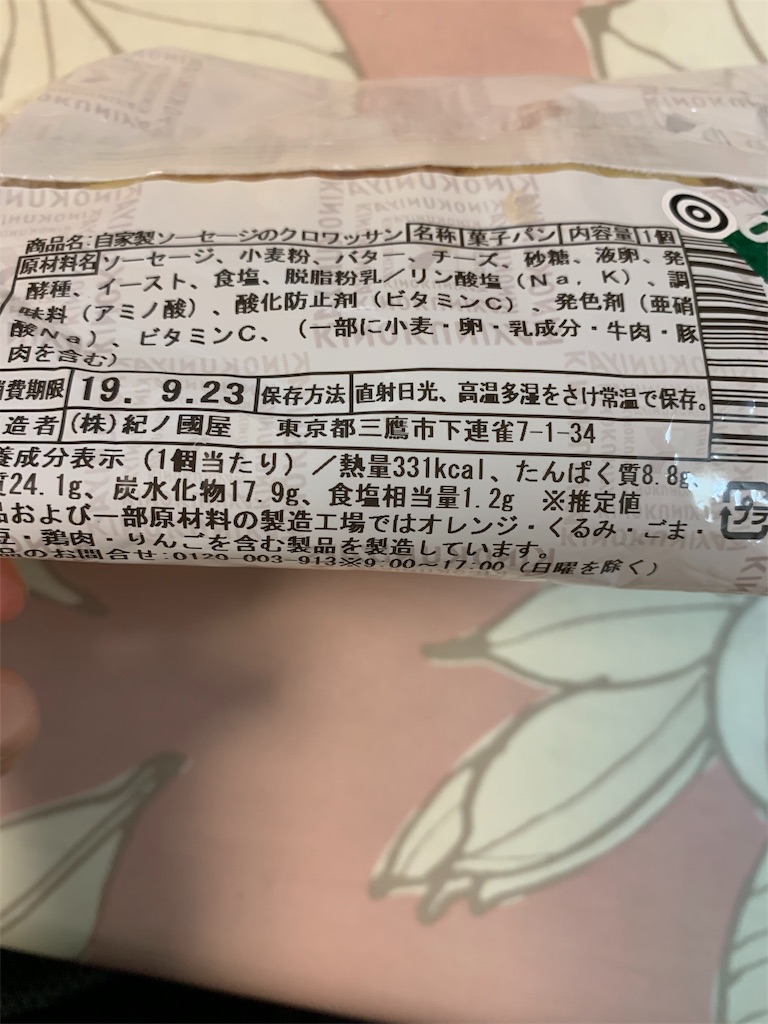 KINOKUNIYA
商品名:自家製ソーセージのクロワッサン 名称 菓子パン 内容量 1個
原材料名 ソーセージ、小麦粉、バター、チーズ、砂糖、液卵、発
酵種、イースト、食塩、脱脂粉乳/リン酸塩(Na,K)、調
味料(アミノ酸)、酸化防止剤(ビタミンC)、発色剤(亜硝
酸Na)、ビタミンC、(一部に小麦・卵・乳成分・牛肉・豚
肉を含む)
消費期限 19. 9.23 保存方法 直射日光、高温多湿をさけ常温で保存。
造者 (株)紀ノ國屋 東京都三鷹市下連雀7-1-34
養成分表示(1個当たり)/熱量331kcal、たんぱく質8.8g、
質24.1g、炭水化物17.9g、食塩相当量1.2g ※推定値
品および一部原材料の製造工場ではオレンジ・くるみ・ごま・
豆・鶏肉・りんごを含む製品を製造しています。
品のお問合せ:0120-003-913※9:00~17:00(日曜を除く)
プラ